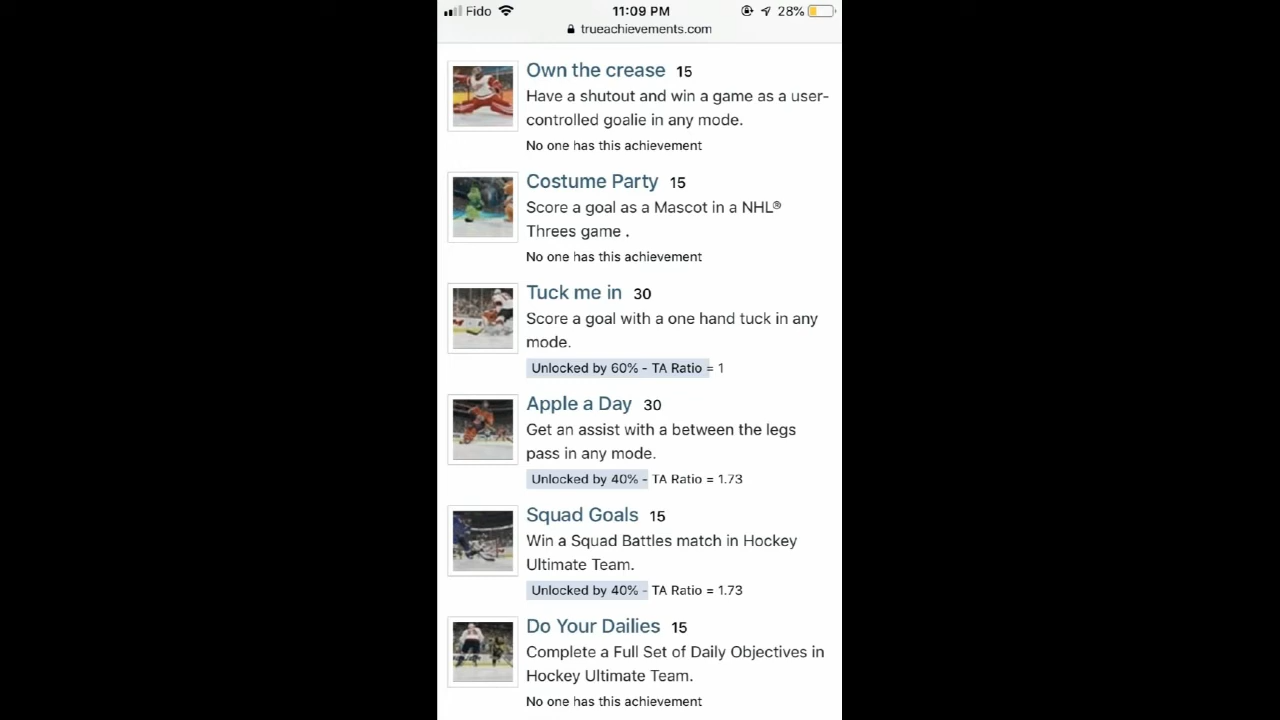 Fido 11:09 PM 28%
trueachievements.com
Own the crease 15
Have a shutout and win a game as a user-
controlled goalie in any mode.
No one has this achievement
Costume Party 15
Score a goal as a Mascot in a NHL®
Threes game .
No one has this achievement
Tuck me in 30
Score a goal with a one hand tuck in any
mode.
Unlocked by 60% - TA Ratio = 1
Apple a Day 30
Get an assist with a between the legs
pass in any mode.
Unlocked by 40% - TA Ratio = 1.73
Squad Goals 15
Win a Squad Battles match in Hockey
Ultimate Team.
Unlocked by 40% - TA Ratio = 1.73
Do Your Dailies 15
Complete a Full Set of Daily Objectives in
Hockey Ultimate Team.
No one has this achievement